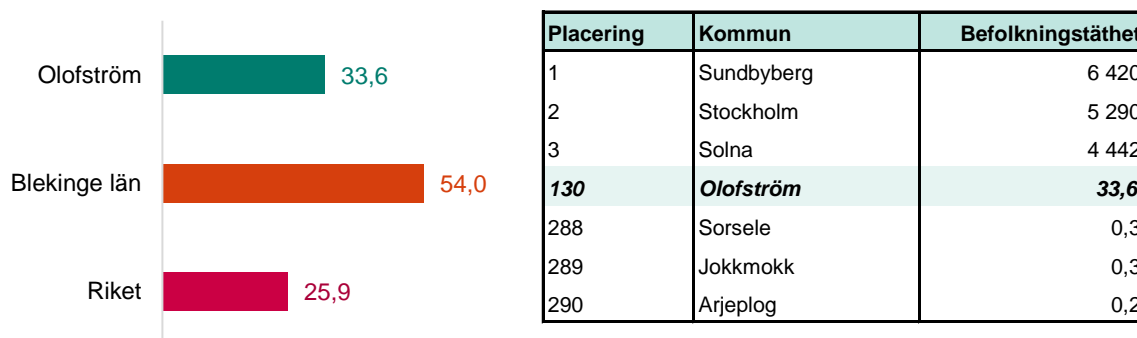 Olofström
33,6
Blekinge län
54,0
Riket
25,9
Placering Kommun Befolkningstäthet
1 Sundbyberg 6 420
2 Stockholm 5 290
3 Solna 4 442
130 Olofström 33,6
288 Sorsele 0,3
289 Jokkmokk 0,3
290 Arjeplog 0,2